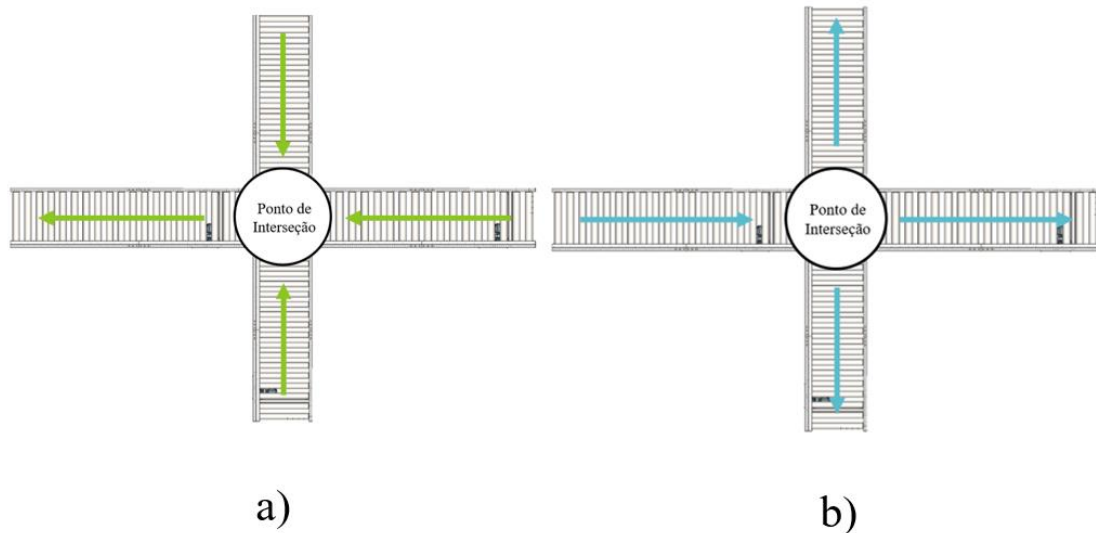 Ponto de
Interseção
Ponto de
Interseção
a)
b)